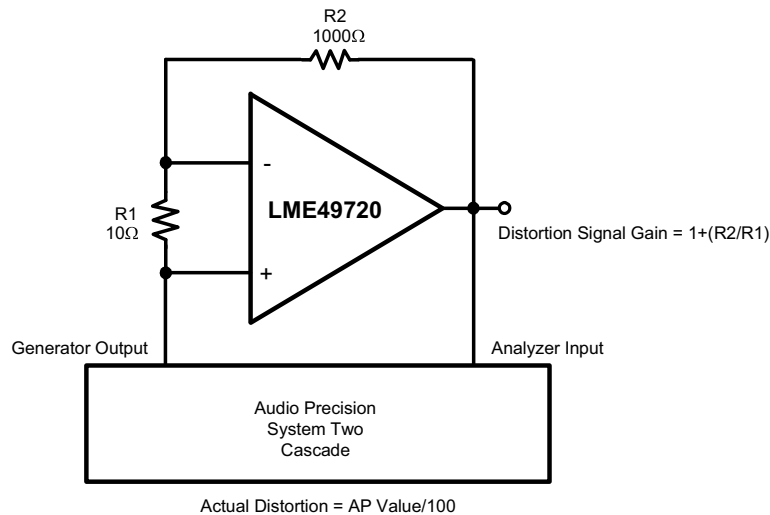 R2
1000Ω
-
LME49720
R1
10Ω
Distortion Signal Gain = 1+(R2/R1)
+
Generator Output
Analyzer Input
Audio Precision
System Two
Cascade
Actual Distortion = AP Value/100